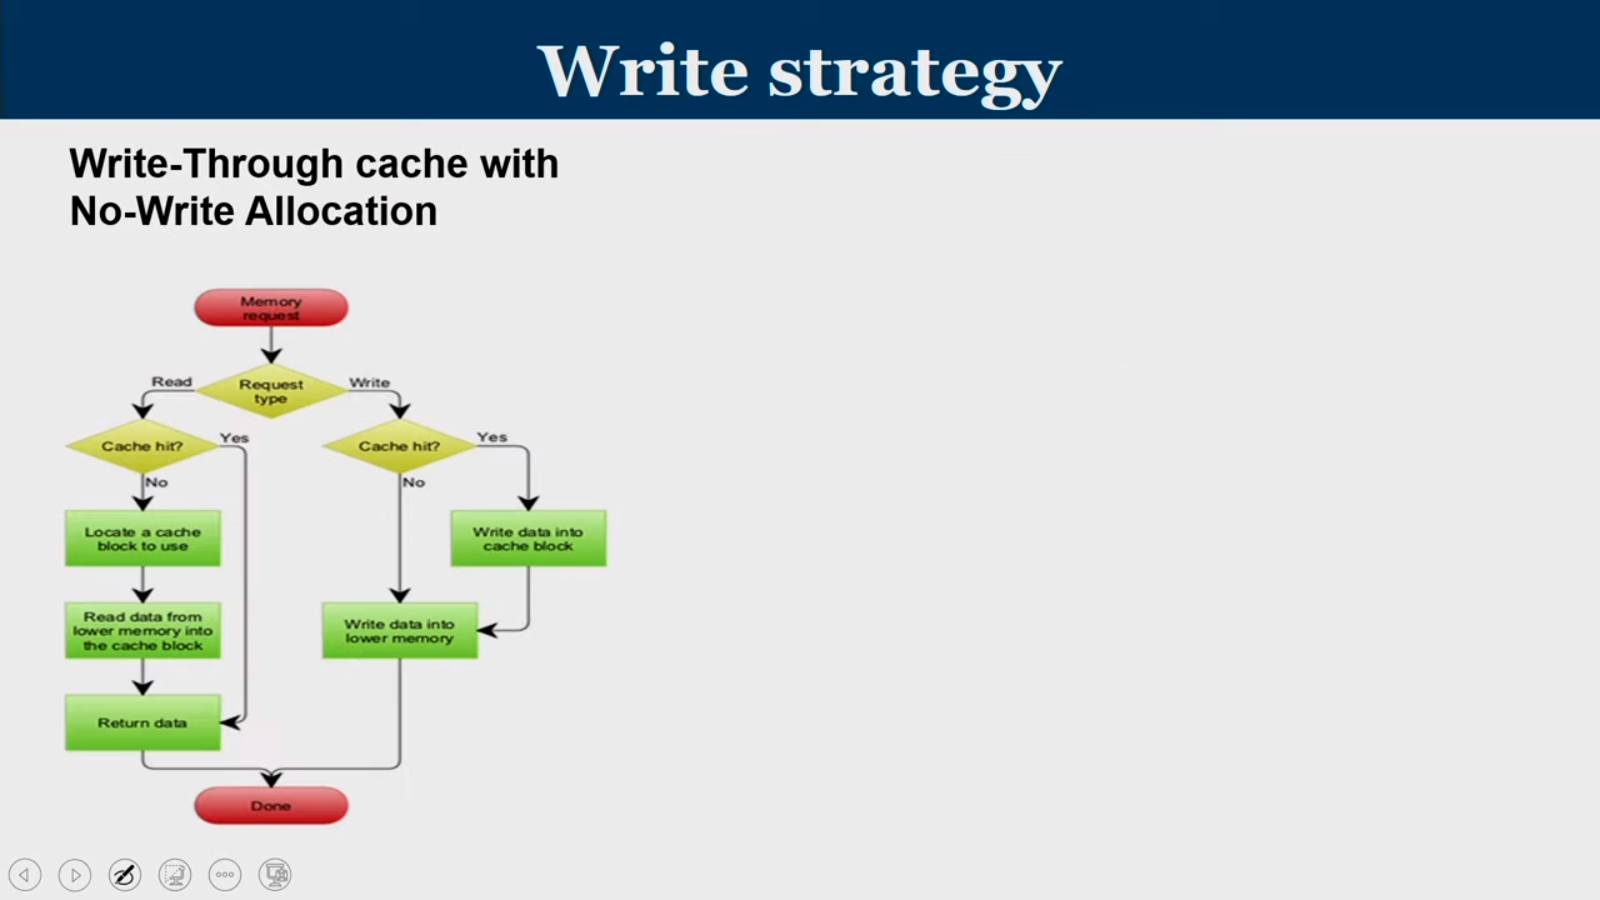 Write strategy
Write-Through cache with
No-Write Allocation
Memory
request
Request
type
Read
Write
Cache hit?
Yes
Cache hit?
Yes
No
No
Locate a cache
block to use
Write data into
cache block
Read data from
lower memory into
the cache block
Write data into
lower memory
Return data
Done